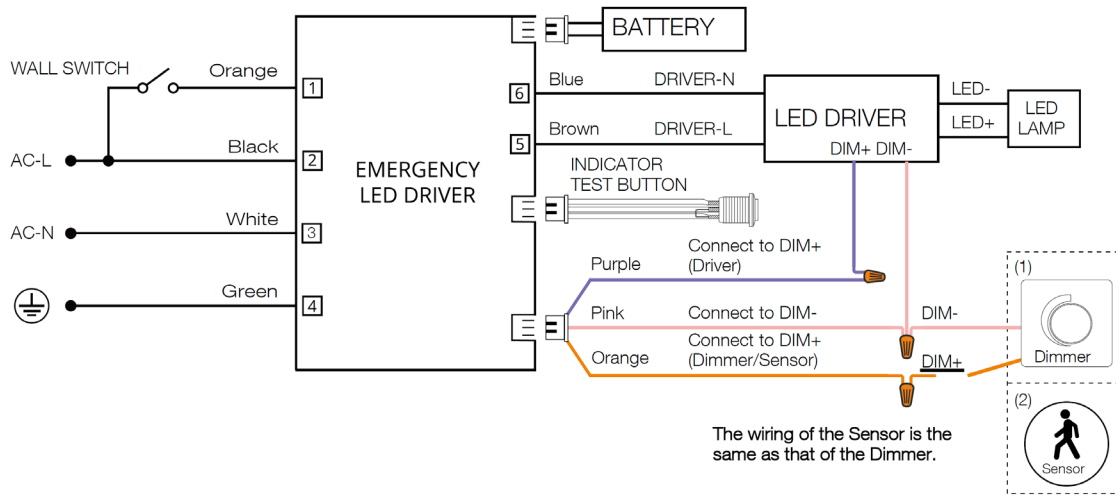 BATTERY
WALL SWITCH
Orange
1
6
Blue
DRIVER-N
LED DRIVER
DIM+ DIM-
LED-
LED+
LED
LAMP
AC-L
Black
2
5
Brown
DRIVER-L
EMERGENCY
LED DRIVER
INDICATOR
TEST BUTTON
AC-N
White
3
Green
4
Purple
Connect to DIM+
(Driver)
Pink
Connect to DIM-
DIM-
Orange
Connect to DIM+
(Dimmer/Sensor)
DIM+
(1)
Dimmer
(2)
Sensor
The wiring of the Sensor is the
same as that of the Dimmer.